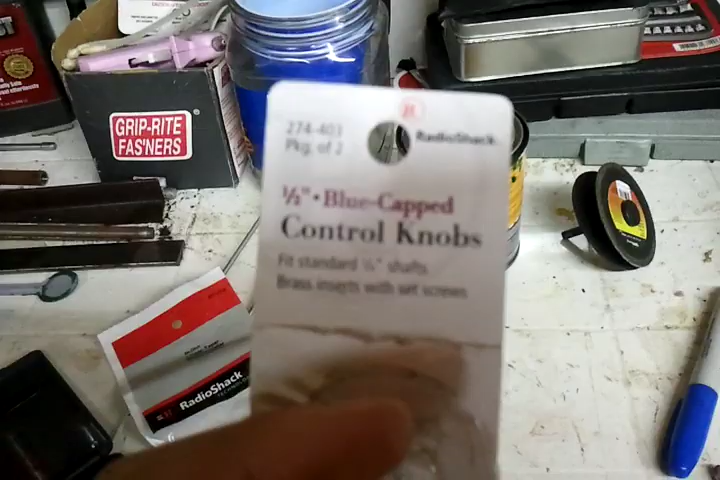 GRIP-RITE
FAS'NERS
274-403
Pkg. of 2
RadioShack
½"•Blue-Capped
Control Knobs
Fit standard ¼" shafts
Brass inserts with set screws
RadioShack